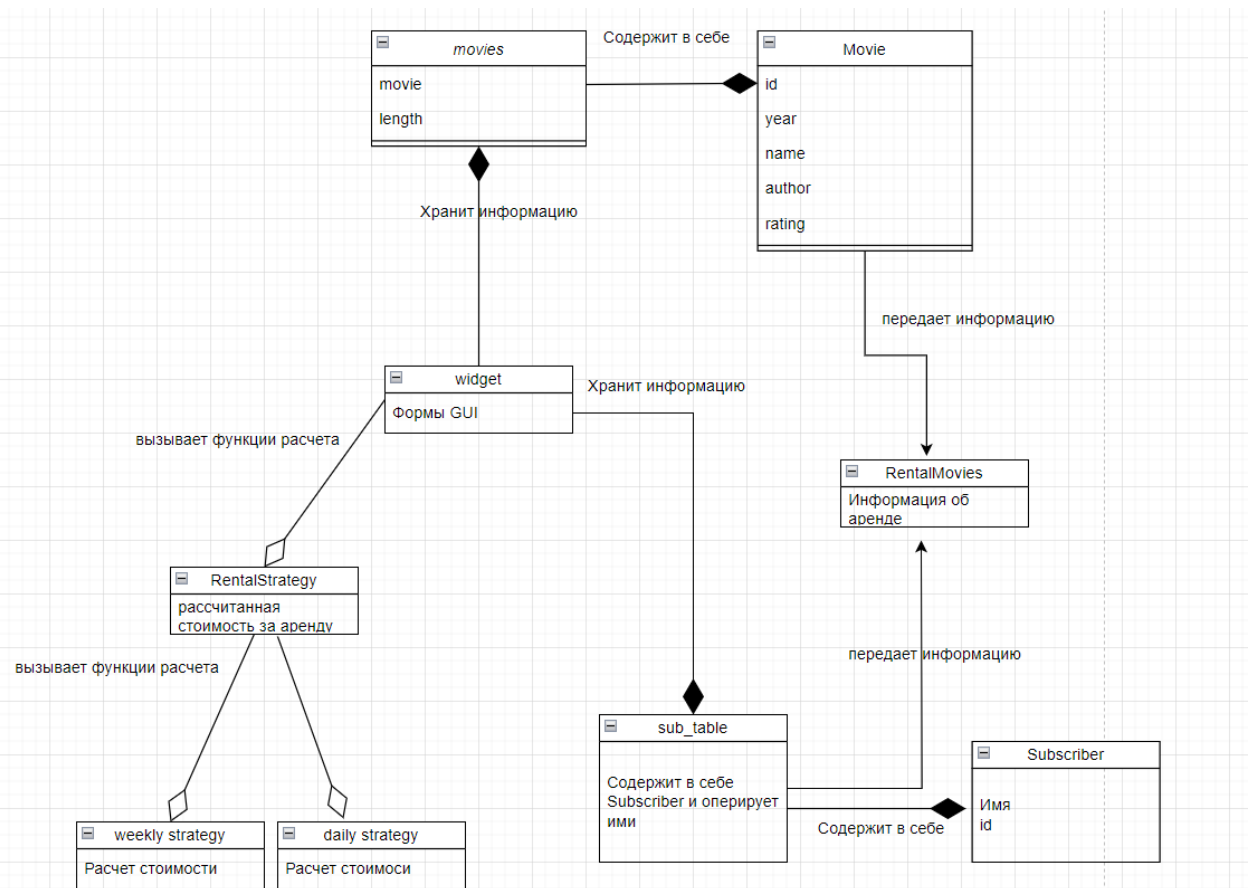 Содержит в себе
movies
movie
length
Movie
id
year
name
author
rating
Хранит информацию
передает информацию
widget
Формы GUI
Хранит информацию
вызывает функции расчета
RentalMovies
Информация об
аренде
RentalStrategy
рассчитанная
стоимость за аренду
вызывает функции расчета
передает информацию
sub_table
Содержит в себе
Subscriber и оперирует
ими
Subscriber
Имя
id
Содержит в себе
weekly strategy
Расчет стоимости
daily strategy
Расчет стоимоси